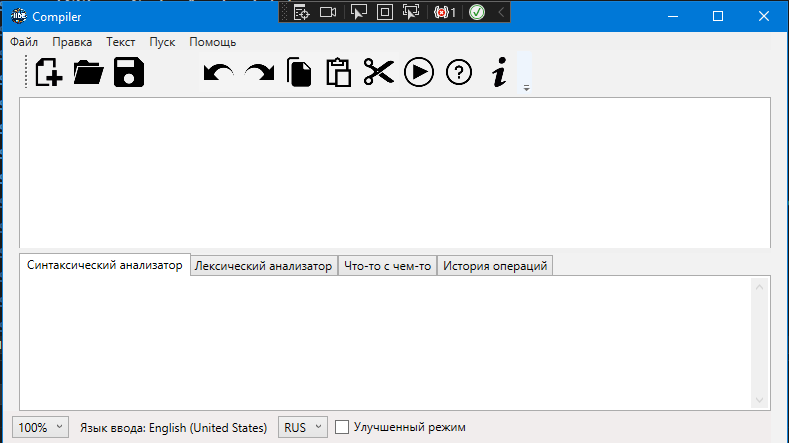 Compiler
1
Файл Правка Текст Пуск Помощь
Синтаксический анализатор Лексический анализатор Что-то с чем-то История операций
100% Язык ввода: English (United States) RUS Улучшенный режим